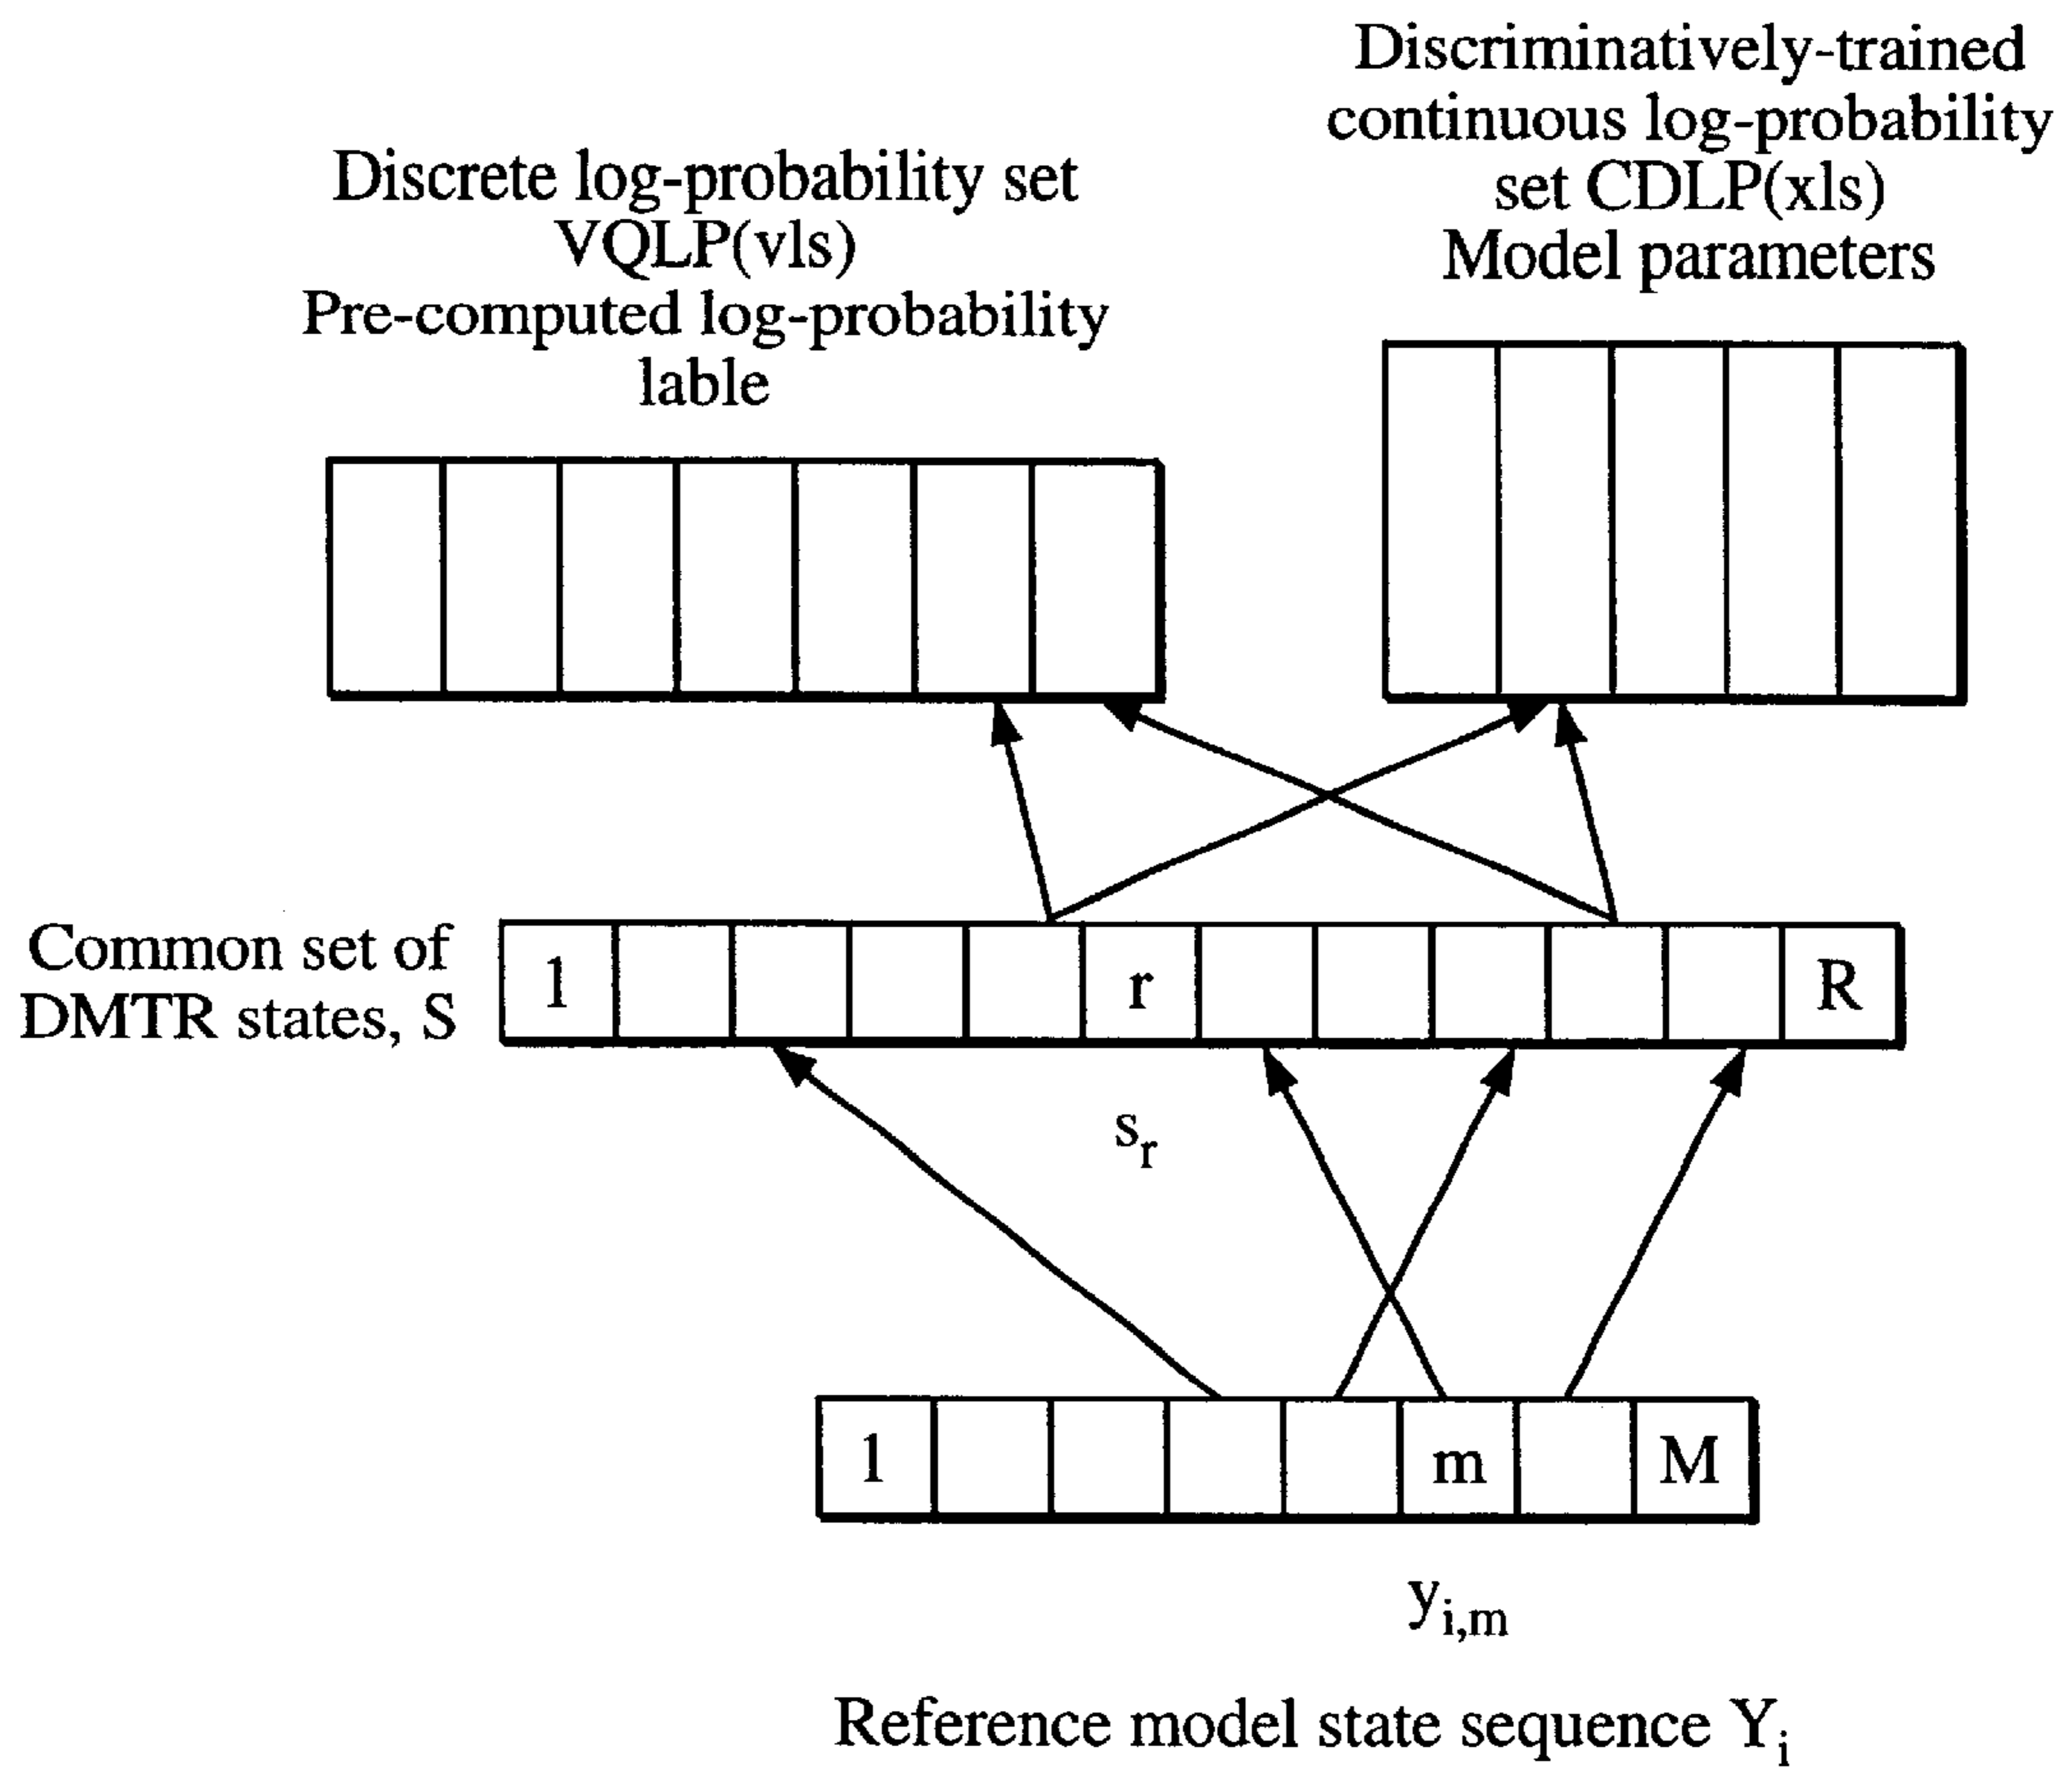 Discriminatively-trained
continuous log-probability
set CDLP(xls)
Model parameters
Discrete log-probability set
VQLP(vls)
Pre-computed log-probability
lable
Common set of
DMTR states, S
1 r R
s_r
1 m M
y_i,m
Reference model state sequence Y_i